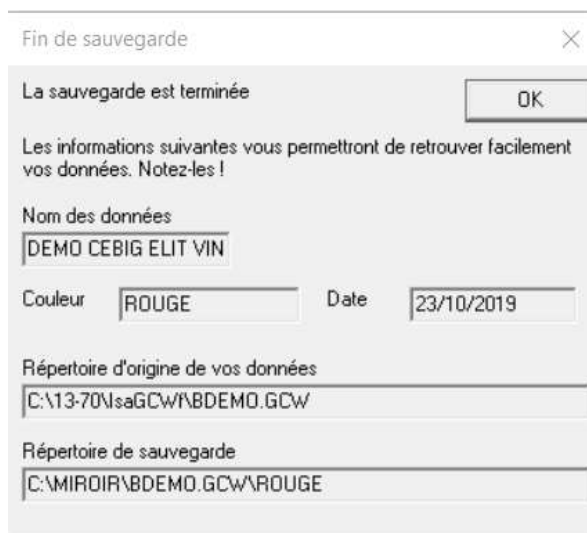 Fin de sauvegarde
La sauvegarde est terminée
OK
Les informations suivantes vous permettront de retrouver facilement
vos données. Notez-les !
Nom des données
DEMO CEBIG ELIT VIN
Couleur ROUGE Date 23/10/2019
Répertoire d'origine de vos données
C:\13-70\IsaGCWf\BDEMO.GCW
Répertoire de sauvegarde
C:\MIROIR\BDEMO.GCW\ROUGE